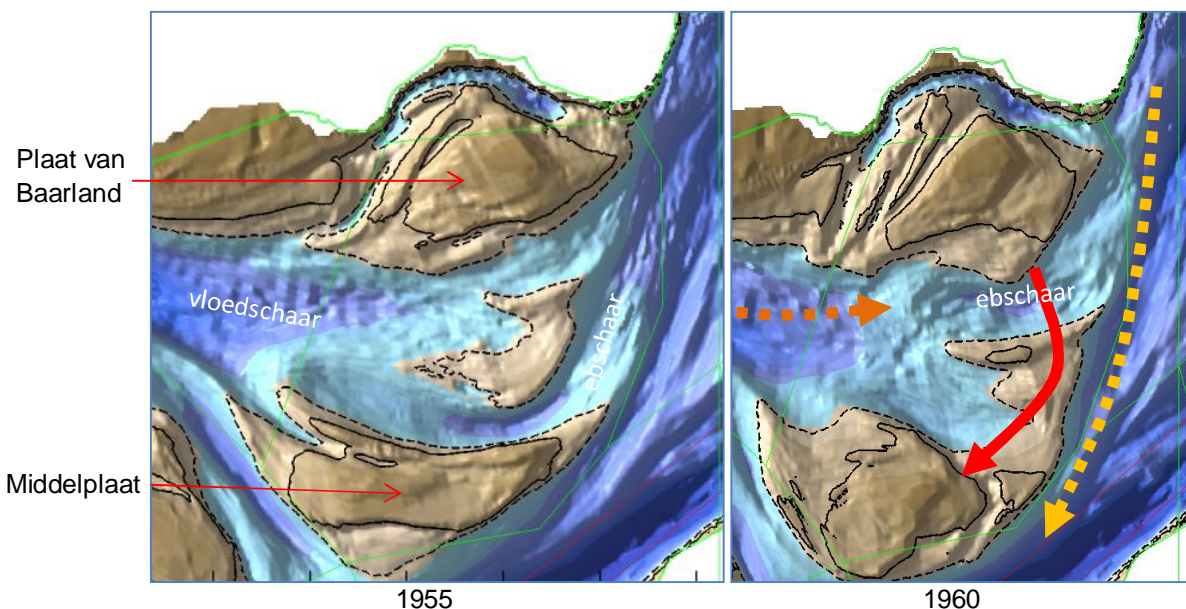 Plaat van
Baarland
Middelplaat
vloedschaar
ebschaar
1955
ebschaar
1960